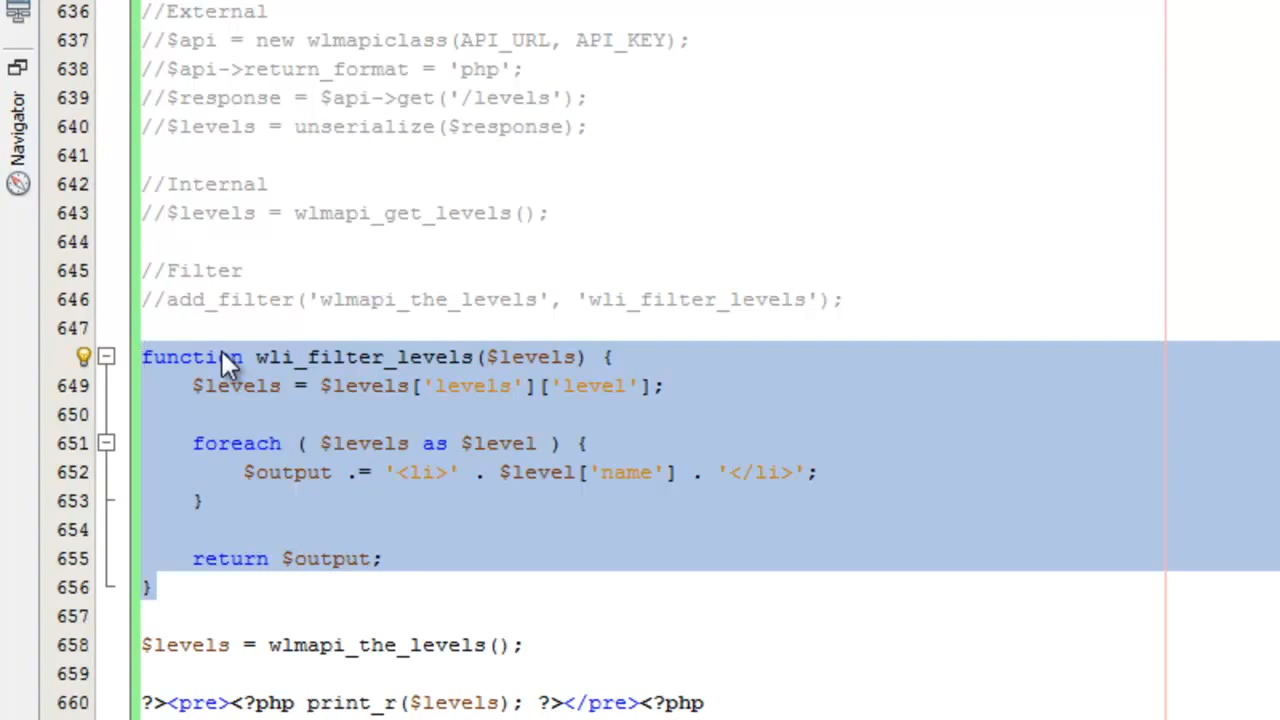 Navigator
636 //External
637 //$api = new wlmapiclass(API_URL, API_KEY);
638 //$api->return_format = 'php';
639 //$response = $api->get('/levels');
640 //$levels = unserialize($response);
641
642 //Internal
643 //$levels = wlmapi_get_levels();
644
645 //Filter
646 //add_filter('wlmapi_the_levels', 'wli_filter_levels');
647
function wli_filter_levels($levels) {
649     $levels = $levels['levels']['level'];
650
651     foreach ( $levels as $level ) {
652         $output .= '<li>' . $level['name'] . '</li>';
653     }
654
655     return $output;
656 }
657
658 $levels = wlmapi_the_levels();
659
660 ?><pre><?php print_r($levels); ?></pre><?php